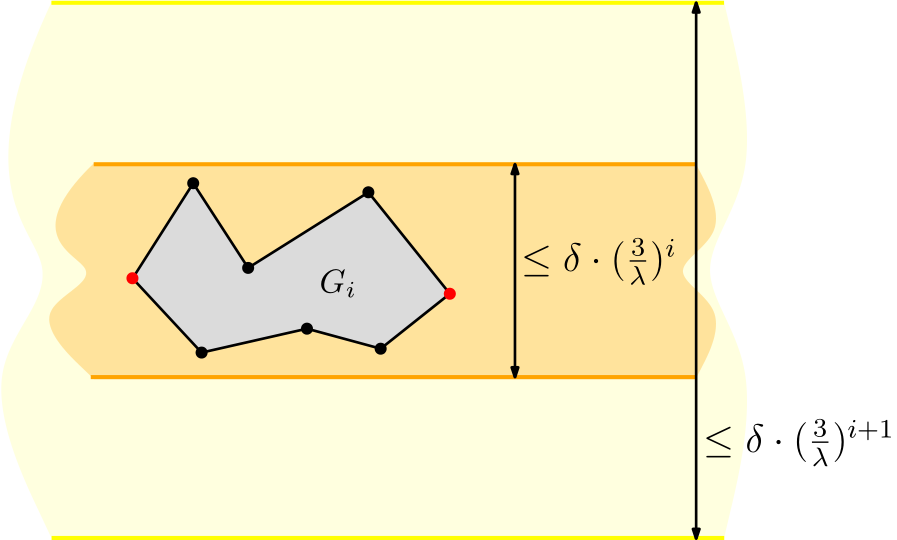 ≤ δ · (3/λ)^i
G_i
≤ δ · (3/λ)^{i+1}